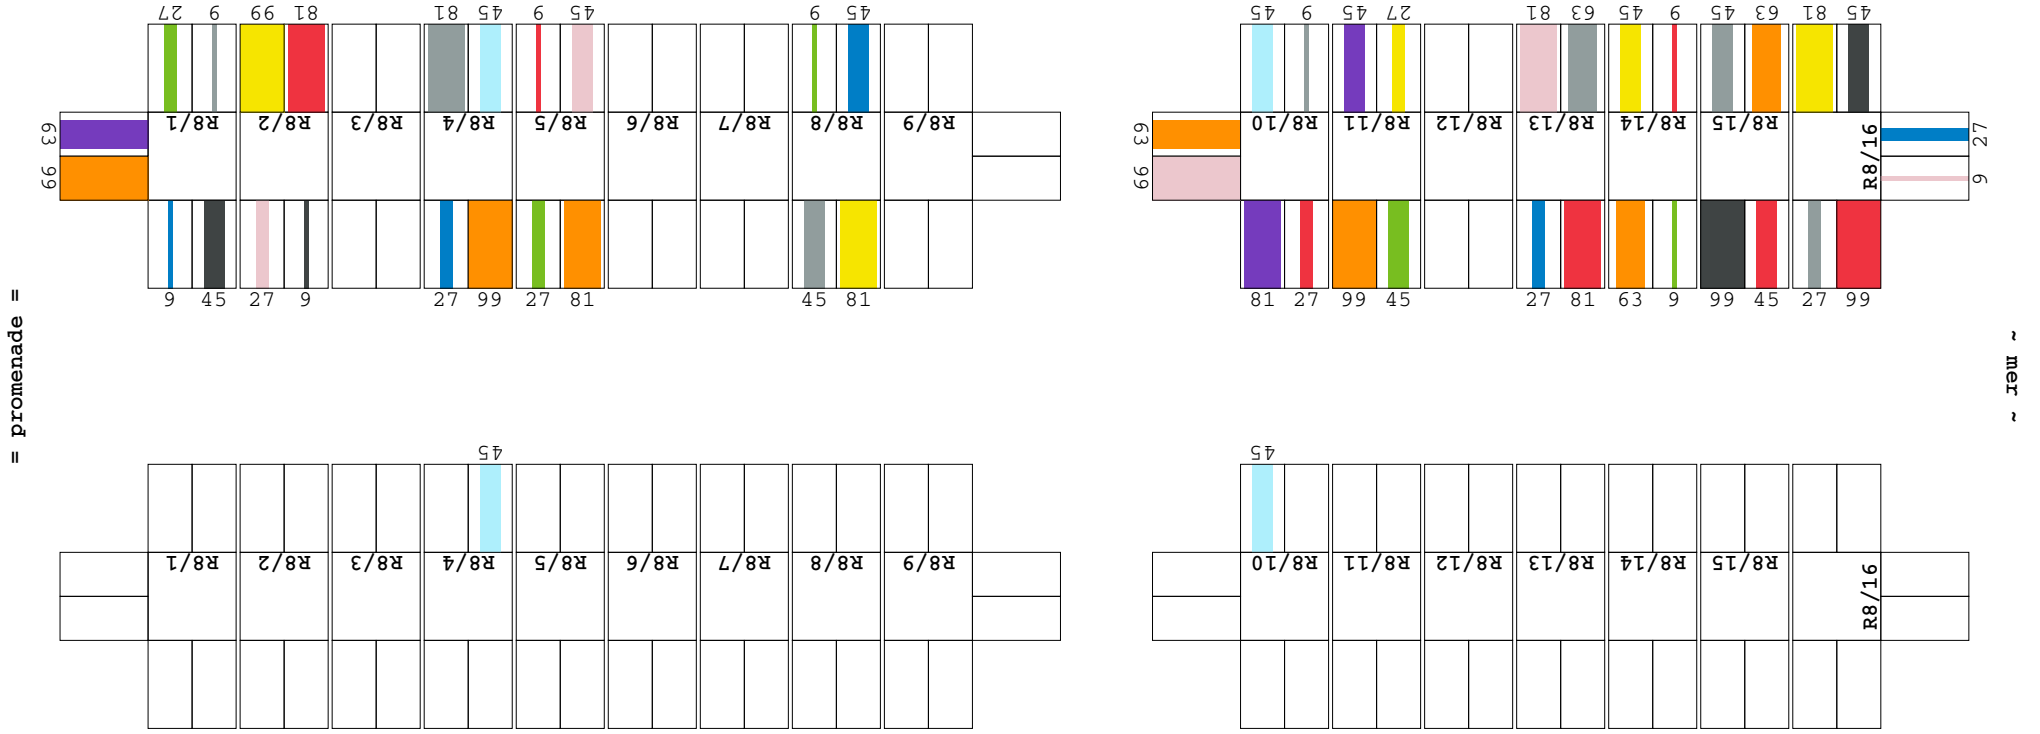 27 9 99 81 81 45 9 45 9 45 45 9 45 27 81 63 45 9 45 63 81 45
63 R8/1 R8/2 R8/3 R8/4 R8/5 R8/6 R8/7 R8/8 R8/9 63 R8/10 R8/11 R8/12 R8/13 R8/14 R8/15 R8/16 27
99 99 9
9 45 27 9 27 99 27 81 45 81 81 27 99 45 27 81 63 9 99 45 27 99
= promenade =
~ mer ~
45 45
R8/1 R8/2 R8/3 R8/4 R8/5 R8/6 R8/7 R8/8 R8/9 R8/10 R8/11 R8/12 R8/13 R8/14 R8/15 R8/16